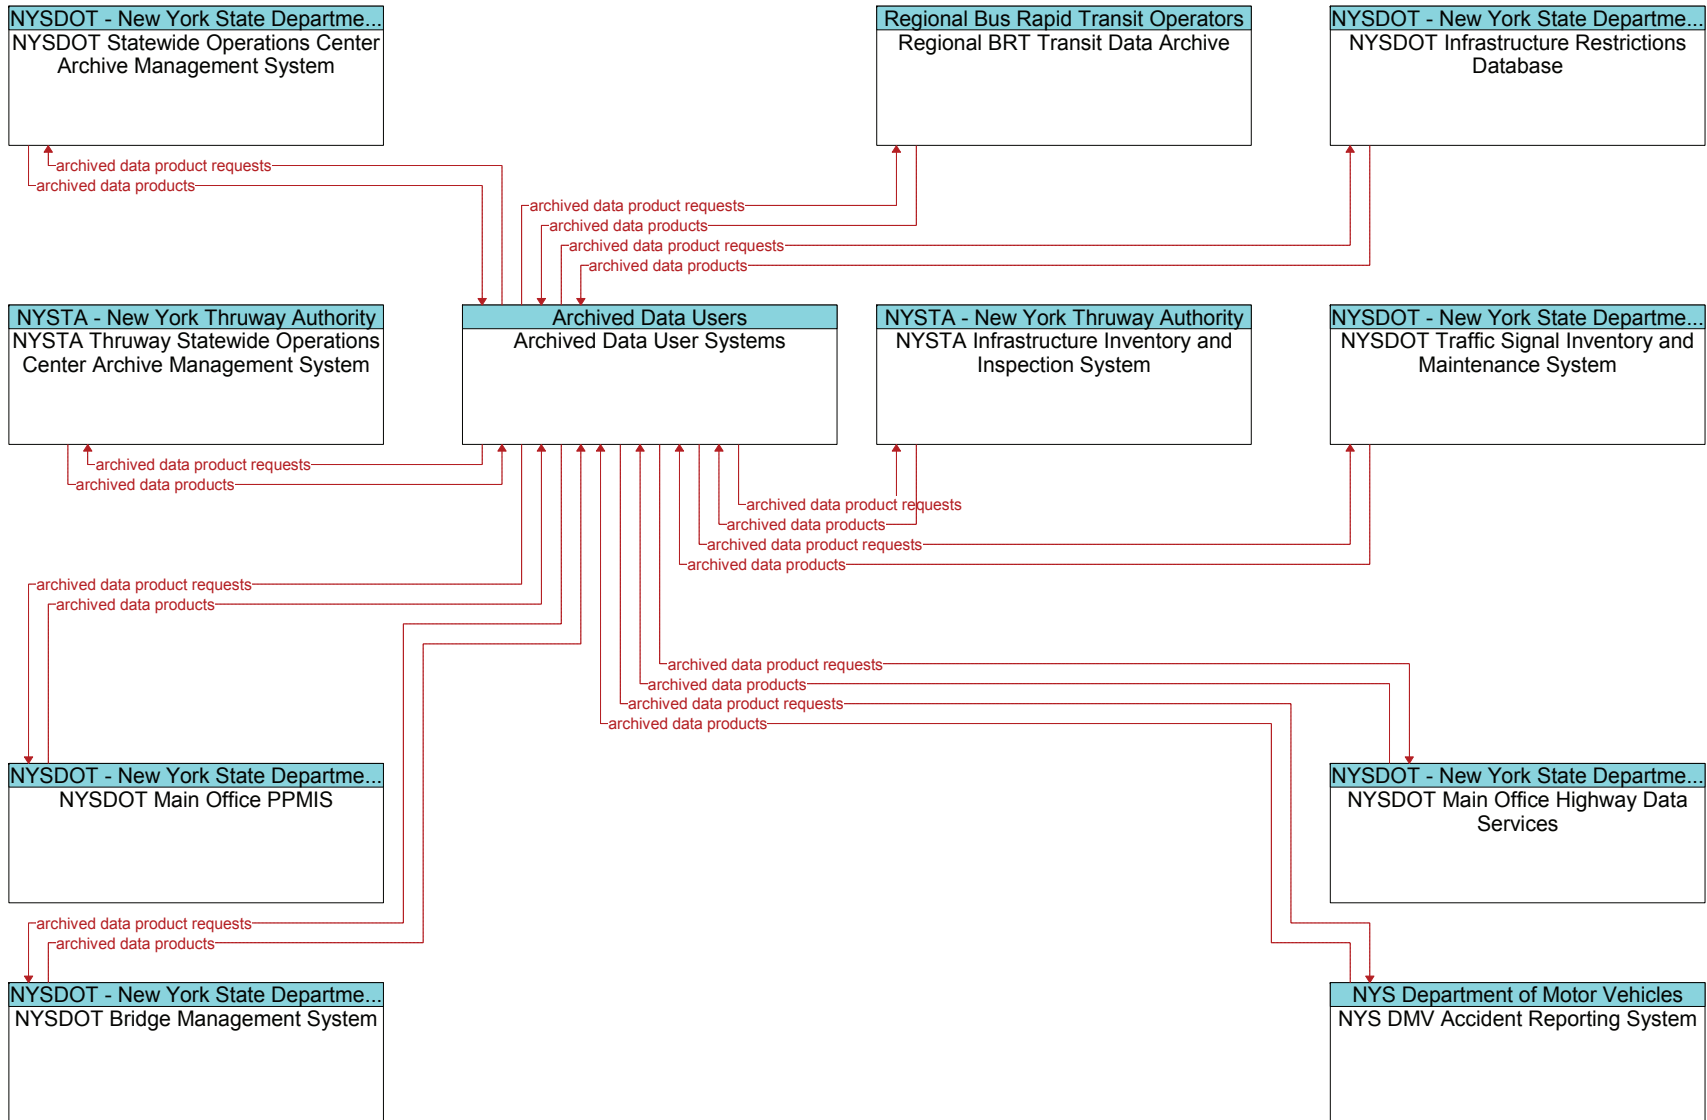 NYSDOT - New York State Departme...
NYSDOT Statewide Operations Center
Archive Management System
Regional Bus Rapid Transit Operators
Regional BRT Transit Data Archive
NYSDOT - New York State Departme...
NYSDOT Infrastructure Restrictions
Database
archived data product requests
archived data products
archived data product requests
archived data products
archived data product requests
archived data products
NYSTA - New York Thruway Authority
NYSTA Thruway Statewide Operations
Center Archive Management System
Archived Data Users
Archived Data User Systems
NYSTA - New York Thruway Authority
NYSTA Infrastructure Inventory and
Inspection System
NYSDOT - New York State Departme...
NYSDOT Traffic Signal Inventory and
Maintenance System
archived data product requests
archived data products
archived data product requests
archived data products
archived data product requests
archived data products
archived data product requests
archived data products
archived data product requests
archived data products
archived data product requests
archived data products
NYSDOT - New York State Departme...
NYSDOT Main Office PPMIS
NYSDOT - New York State Departme...
NYSDOT Main Office Highway Data
Services
archived data product requests
archived data products
NYSDOT - New York State Departme...
NYSDOT Bridge Management System
NYS Department of Motor Vehicles
NYS DMV Accident Reporting System